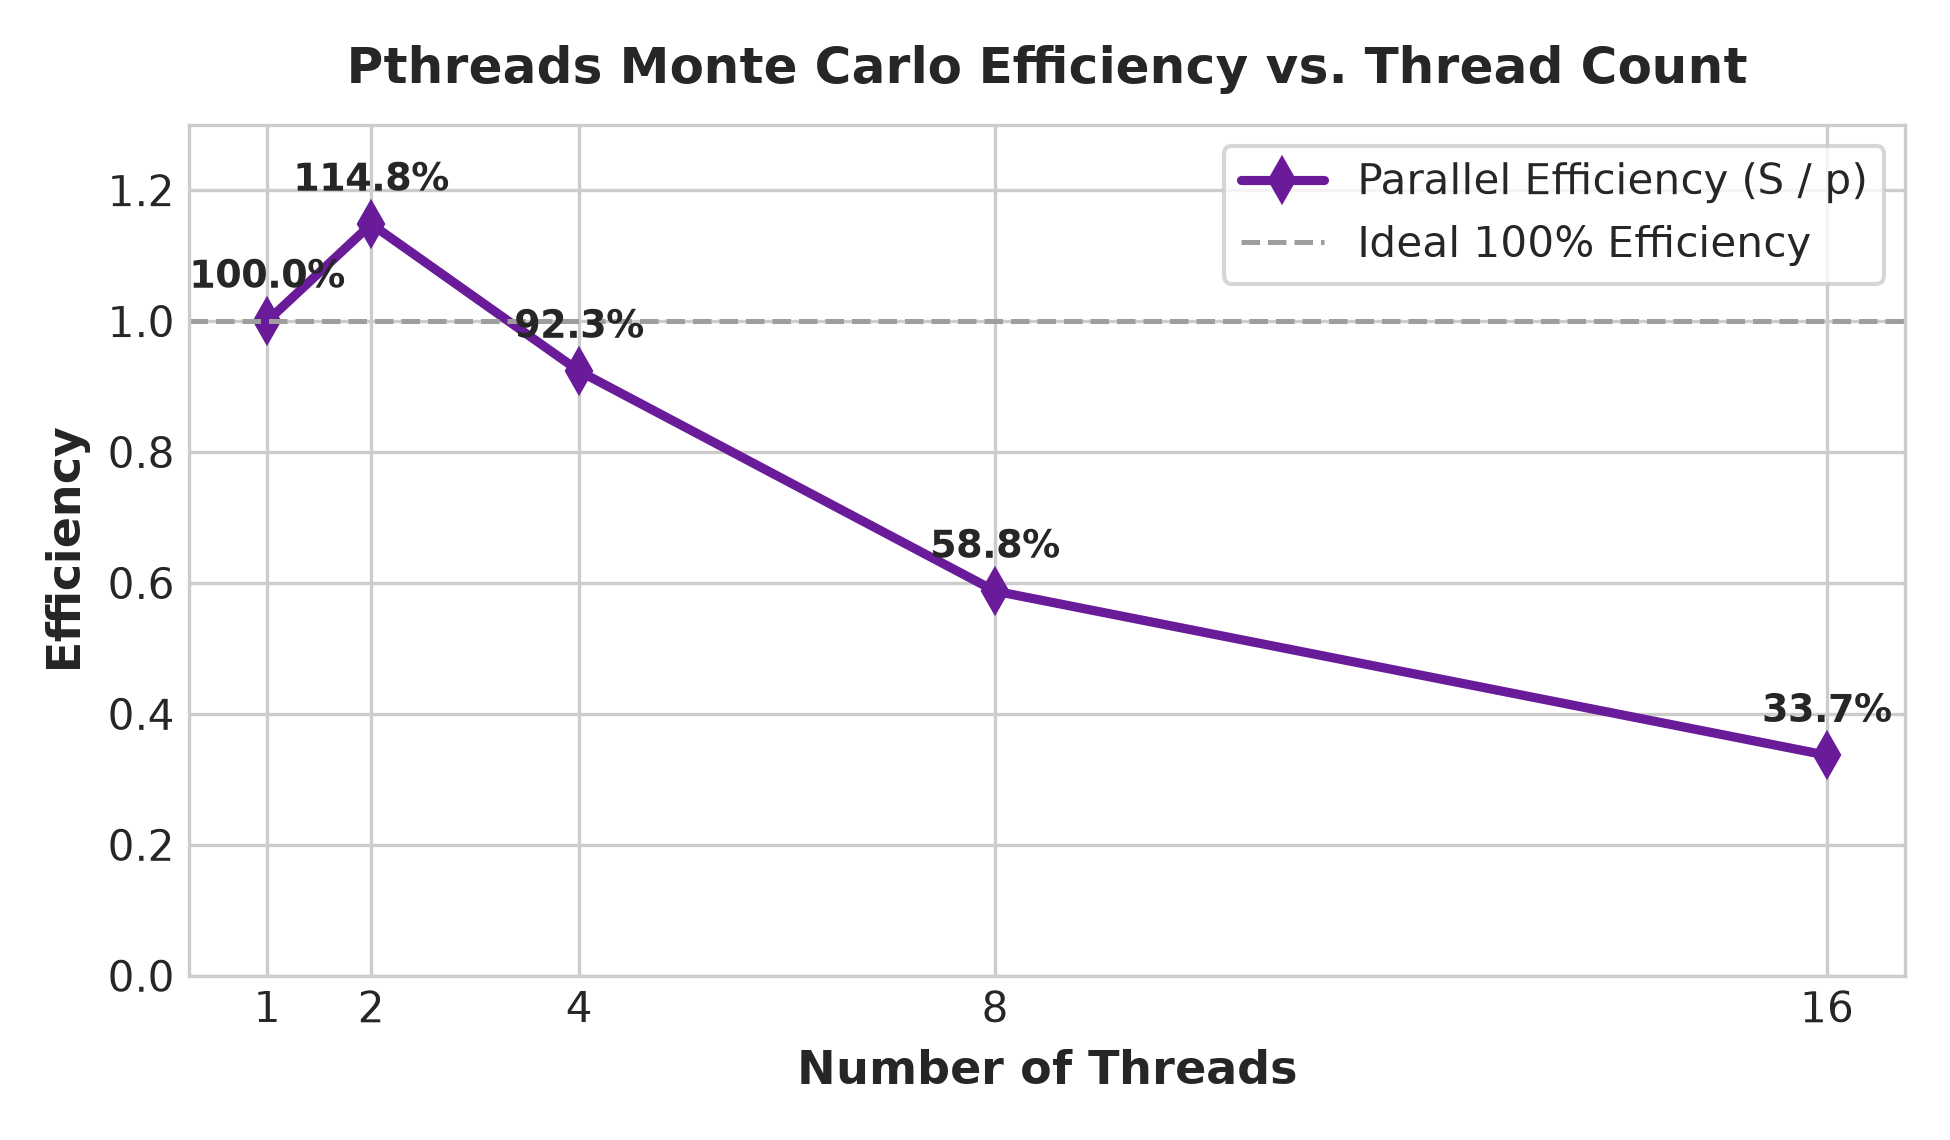 Pthreads Monte Carlo Efficiency vs. Thread Count
Parallel Efficiency (S / p)
Ideal 100% Efficiency
100.0%
114.8%
92.3%
58.8%
33.7%
Efficiency
1.2
1.0
0.8
0.6
0.4
0.2
0.0
1 2 4 8 16
Number of Threads